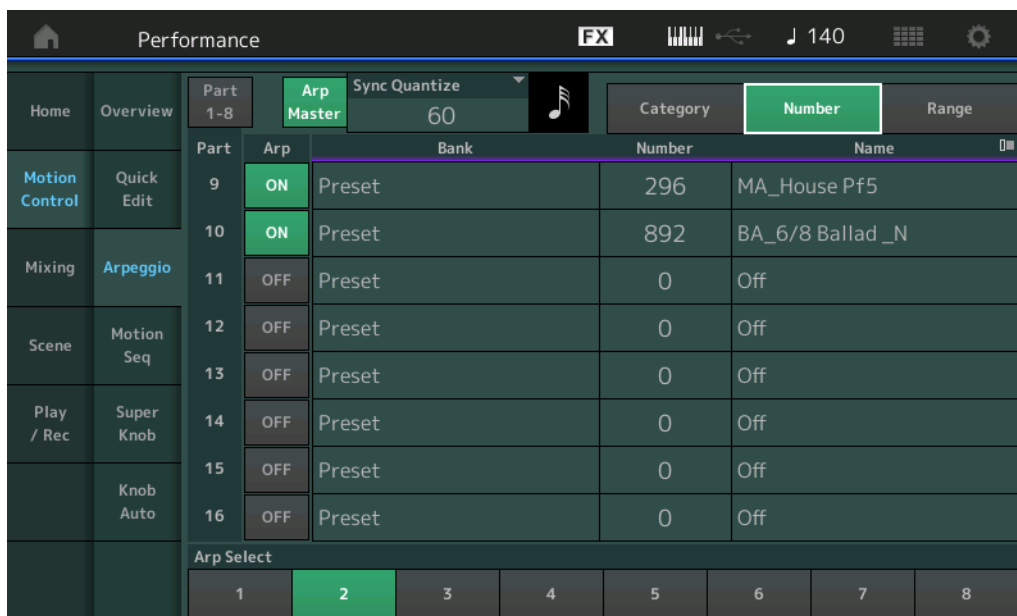 Performance FX 140
Home Overview Part 1-8 Arp Master Sync Quantize 60 Category Number Range
Part Arp Bank Number Name
Motion Control Quick Edit 9 ON Preset 296 MA_House Pf5
10 ON Preset 892 BA_6/8 Ballad _N
Mixing Arpeggio 11 OFF Preset 0 Off
Scene Motion Seq 12 OFF Preset 0 Off
13 OFF Preset 0 Off
Play / Rec Super Knob 14 OFF Preset 0 Off
Knob Auto 15 OFF Preset 0 Off
16 OFF Preset 0 Off
Arp Select
1 2 3 4 5 6 7 8